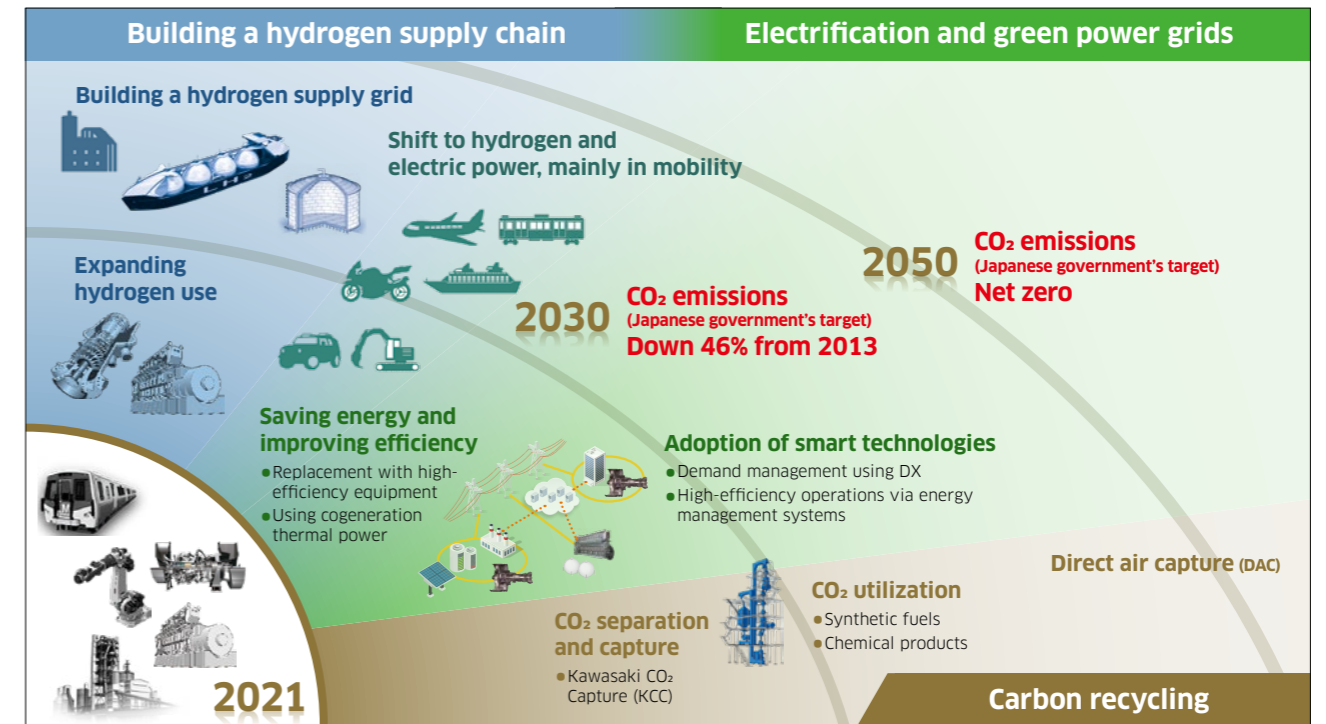 Building a hydrogen supply chain
Electrification and green power grids
Building a hydrogen supply grid
LH₂
Shift to hydrogen and
electric power, mainly in mobility
Expanding
hydrogen use
2030
CO₂ emissions
(Japanese government's target)
Down 46% from 2013
2050
CO₂ emissions
(Japanese government's target)
Net zero
Saving energy and
improving efficiency
●Replacement with high-
efficiency equipment
●Using cogeneration
thermal power
Adoption of smart technologies
●Demand management using DX
●High-efficiency operations via energy
management systems
2021
CO₂ separation
and capture
●Kawasaki CO₂
Capture (KCC)
CO₂ utilization
●Synthetic fuels
●Chemical products
Direct air capture (DAC)
Carbon recycling